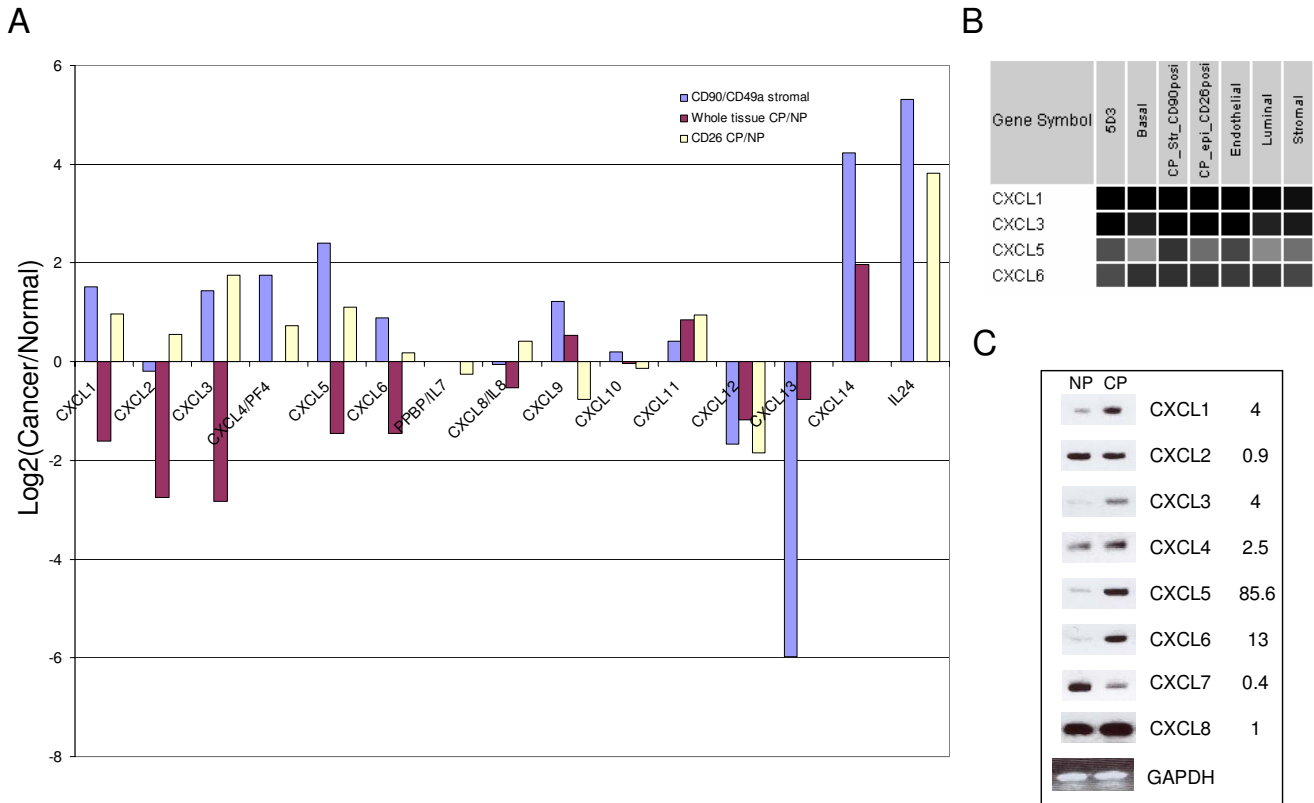 A
Log2(Cancer/Normal)
6
4
2
0
-2
-4
-6
-8
CD90/CD49a stromal
Whole tissue CP/NP
CD26 CP/NP
CXCL1
CXCL2
CXCL3
CXCL4/PF4
CXCL5
CXCL6
PPBP/IL7
CXCL8/IL8
CXCL9
CXCL10
CXCL11
CXCL12
CXCL13
CXCL14
IL24
B
Gene Symbol
5D3
Basal
CP_Str_CD90posi
CP_epi_CD26posi
Endothelial
Luminal
Stromal
CXCL1
CXCL3
CXCL5
CXCL6
C
NP CP
CXCL1 4
CXCL2 0.9
CXCL3 4
CXCL4 2.5
CXCL5 85.6
CXCL6 13
CXCL7 0.4
CXCL8 1
GAPDH